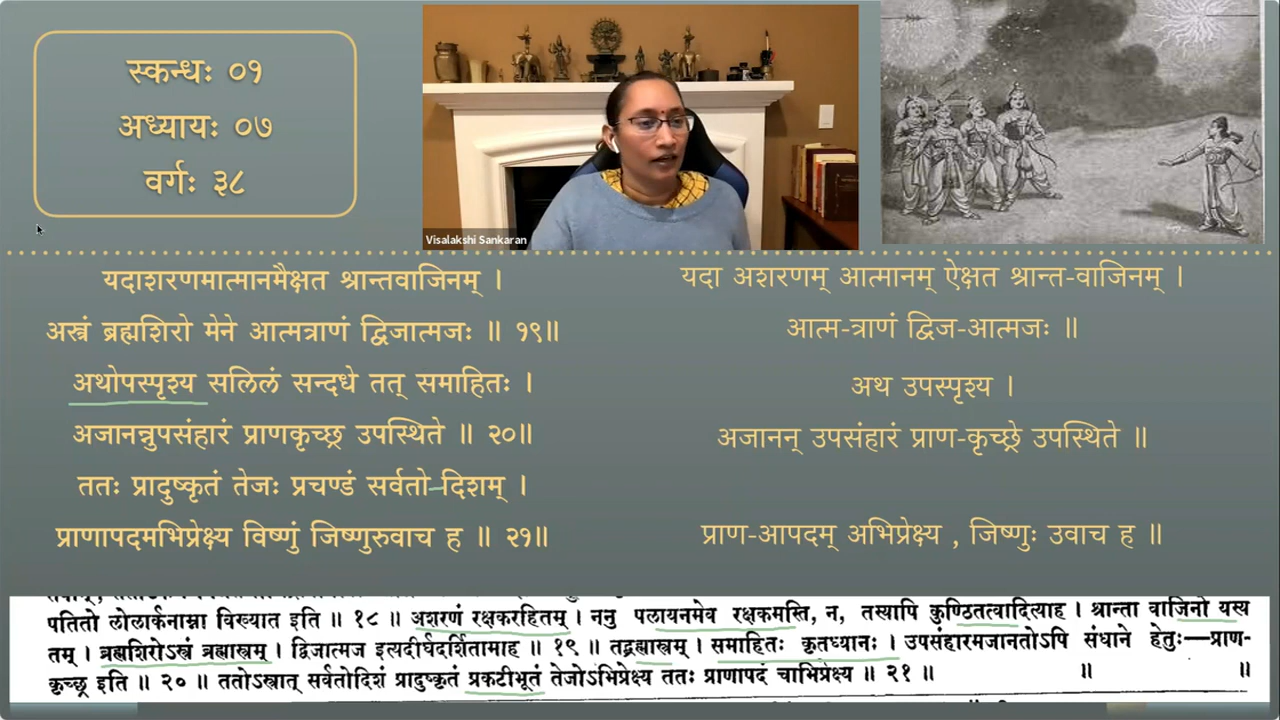 स्कन्धः ०१
अध्यायः ०७
वर्गः ३८
Visalakshi Sankaran
यदाशरणमात्मानमैक्षत श्रान्तवाजिनम् ।
अस्त्रं ब्रह्मशिरो मेने आत्मत्राणं द्विजात्मजः ॥ १९॥
अथोपस्पृश्य सलिलं सन्दधे तत् समाहितः ।
अजानन्नुपसंहारं प्राणकृच्छ्र उपस्थिते ॥ २०॥
ततः प्रादुष्कृतं तेजः प्रचण्डं सर्वतो दिशम् ।
प्राणापदमभिप्रेक्ष्य विष्णुं जिष्णुरुवाच ह ॥ २१॥
यदा अशरणम् आत्मानम् ऐक्षत श्रान्त-वाजिनम् ।
आत्म-त्राणं द्विज-आत्मजः ॥
अथ उपस्पृश्य ।
अजानन् उपसंहारं प्राण-कृच्छ्रे उपस्थिते ॥
प्राण-आपदम् अभिप्रेक्ष्य , जिष्णुः उवाच ह ॥
पतितो लोलार्कनाम्ना विख्यात इति ॥ १८ ॥ अशरणं रक्षकरहितम् । ननु पलायनमेव रक्षकमस्ति, न, तस्यापि कुण्ठितत्वादित्याह । श्रान्ता वाजिनो यस्य
तम् । ब्रह्मशिरोऽस्त्रं ब्रह्मास्त्रम् । द्विजात्मज इत्यदीर्घदर्शितामाह ॥ १९ ॥ तद्ब्रह्मास्त्रम् । समाहितः कृतध्यानः । उपसंहारमजानतोऽपि संधाने हेतुः—प्राण-
कृच्छ्र इति ॥ २० ॥ ततोऽस्त्रात् सर्वतोदिशं प्रादुष्कृतं प्रकटीभूतं तेजोऽभिप्रेक्ष्य ततः प्राणापदं चाभिप्रेक्ष्य ॥ २१ ॥ ॥ ॥